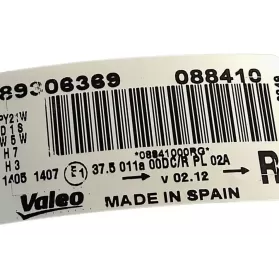 89306369 088410
PY21W
D1S
W5W
H7
H3 *08841000RG*
1405 1407 E1 37.5 0118 00DC/R PL 02A
v 02.12 R
Valeo MADE IN SPAIN